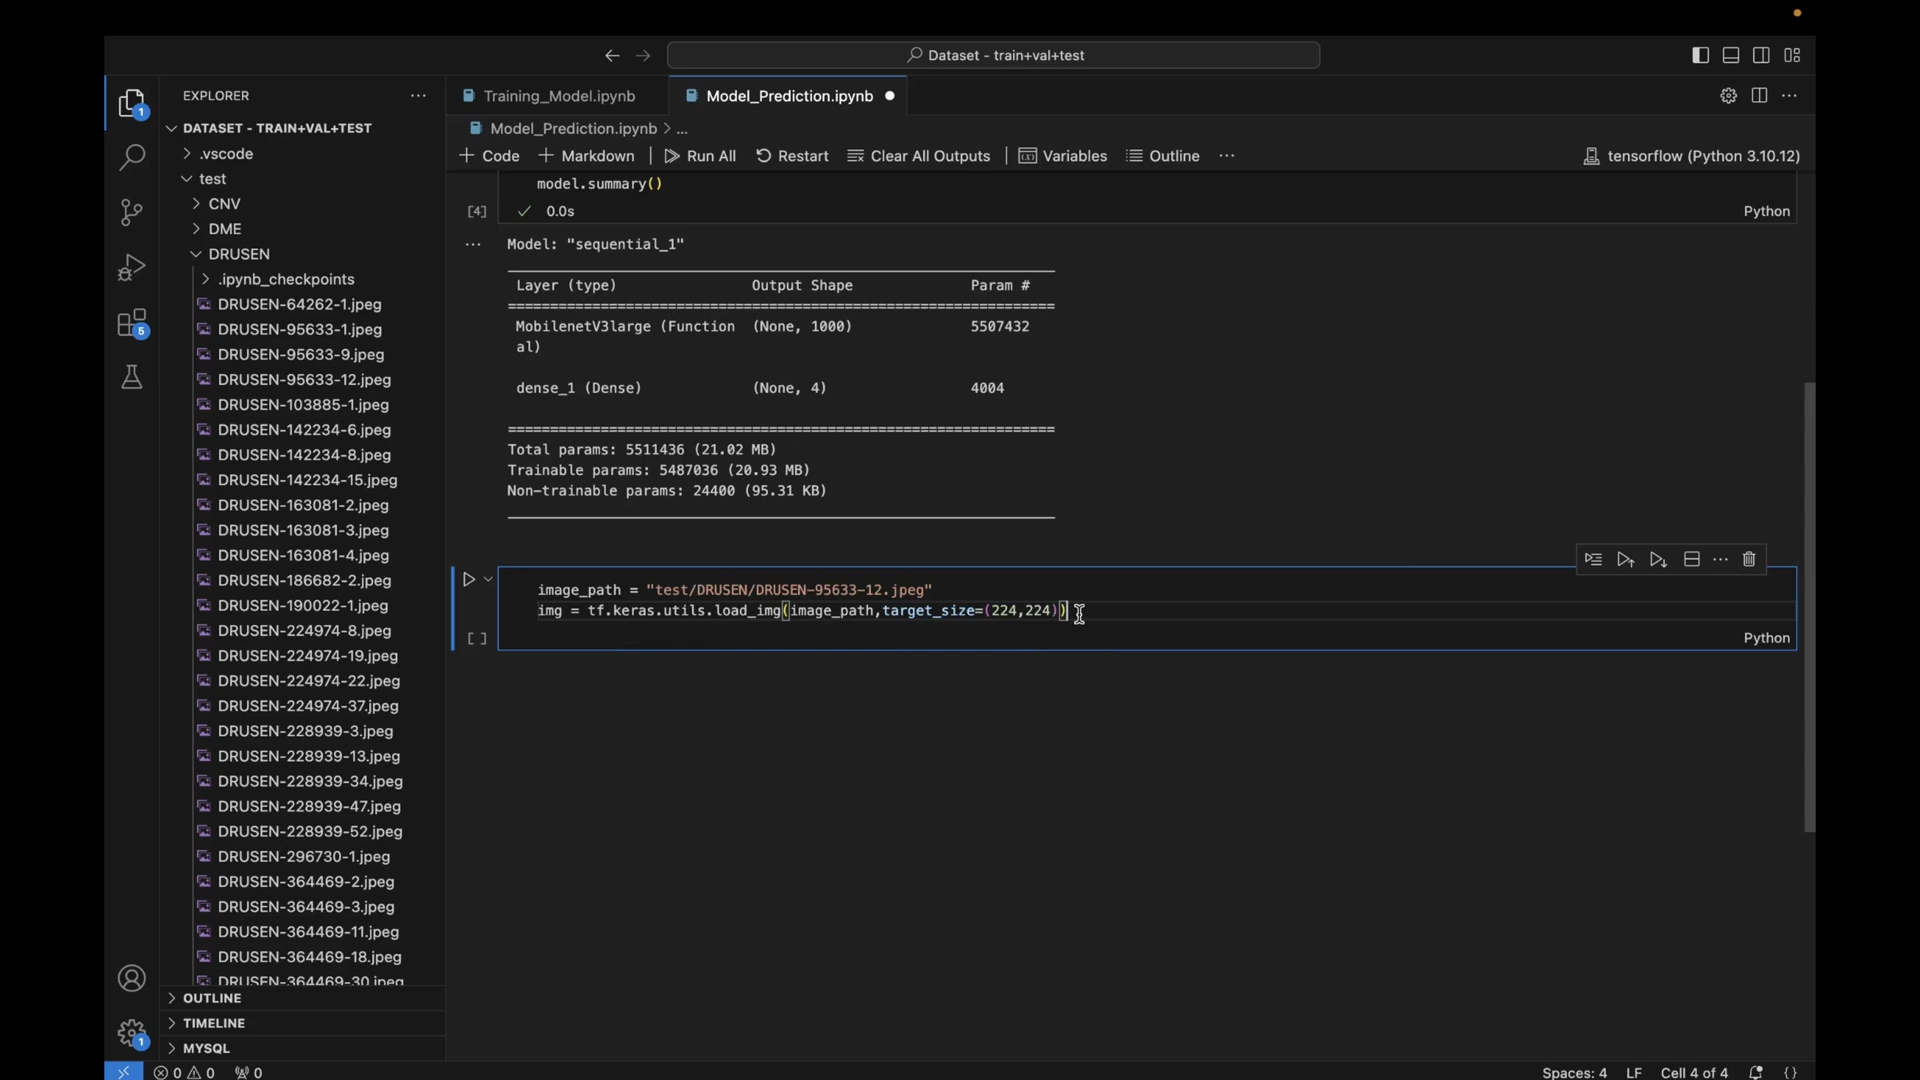 Dataset - train+val+test
EXPLORER
1
DATASET - TRAIN+VAL+TEST
.vscode
test
CNV
DME
DRUSEN
.ipynb_checkpoints
DRUSEN-64262-1.jpeg
DRUSEN-95633-1.jpeg
DRUSEN-95633-9.jpeg
DRUSEN-95633-12.jpeg
DRUSEN-103885-1.jpeg
DRUSEN-142234-6.jpeg
DRUSEN-142234-8.jpeg
DRUSEN-142234-15.jpeg
DRUSEN-163081-2.jpeg
DRUSEN-163081-3.jpeg
DRUSEN-163081-4.jpeg
DRUSEN-186682-2.jpeg
DRUSEN-190022-1.jpeg
DRUSEN-224974-8.jpeg
DRUSEN-224974-19.jpeg
DRUSEN-224974-22.jpeg
DRUSEN-224974-37.jpeg
DRUSEN-228939-3.jpeg
DRUSEN-228939-13.jpeg
DRUSEN-228939-34.jpeg
DRUSEN-228939-47.jpeg
DRUSEN-228939-52.jpeg
DRUSEN-296730-1.jpeg
DRUSEN-364469-2.jpeg
DRUSEN-364469-3.jpeg
DRUSEN-364469-11.jpeg
DRUSEN-364469-18.jpeg
DRUSEN-364469-30.jpeg
OUTLINE
TIMELINE
MYSQL
5
1
Training_Model.ipynb
Model_Prediction.ipynb
Model_Prediction.ipynb > ...
Code Markdown Run All Restart Clear All Outputs Variables Outline
tensorflow (Python 3.10.12)
model.summary()
[4] 0.0s Python
Model: "sequential_1"
Layer (type) Output Shape Param #
=================================================================
MobilenetV3large (Function (None, 1000) 5507432
al)
dense_1 (Dense) (None, 4) 4004
=================================================================
Total params: 5511436 (21.02 MB)
Trainable params: 5487036 (20.93 MB)
Non-trainable params: 24400 (95.31 KB)
image_path = "test/DRUSEN/DRUSEN-95633-12.jpeg"
img = tf.keras.utils.load_img(image_path,target_size=(224,224))
[ ] Python
0 0 0
Spaces: 4 LF Cell 4 of 4 {}